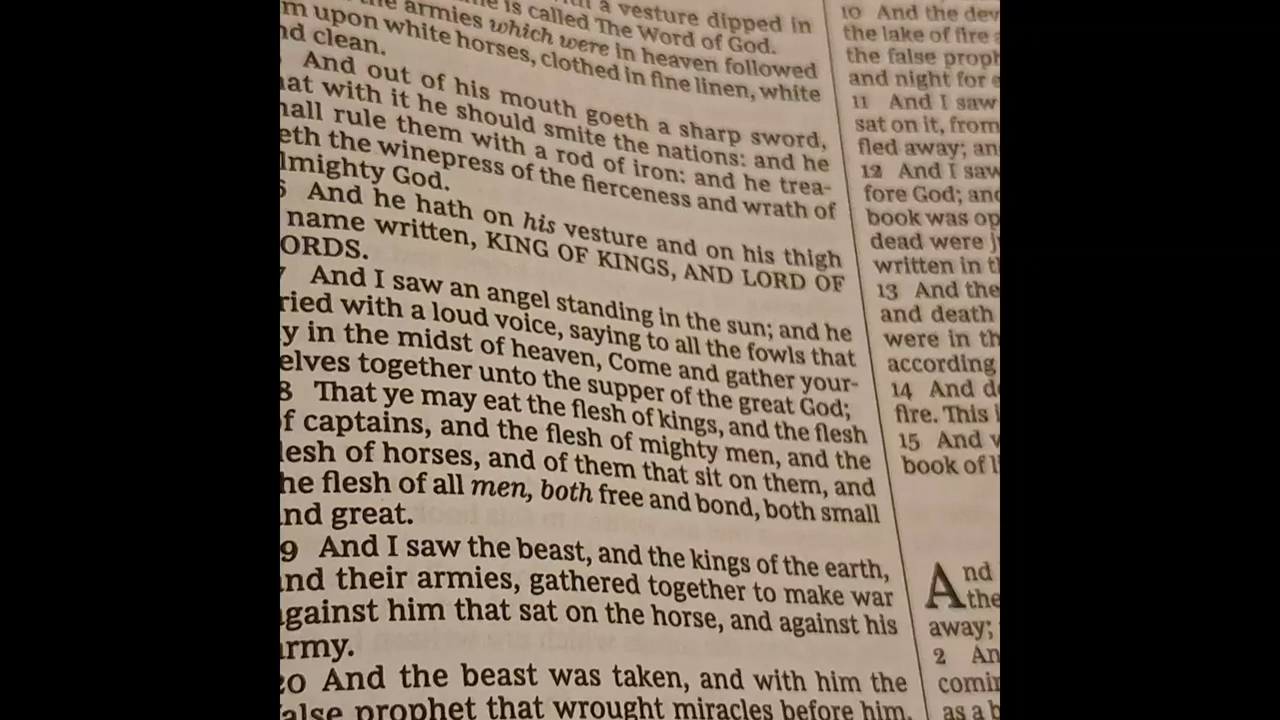 a vesture dipped in
is called The Word of God.
armies which were in heaven followed
upon white horses, clothed in fine linen, white
nd clean.
And out of his mouth goeth a sharp sword,
hat with it he should smite the nations: and he
hall rule them with a rod of iron: and he trea-
eth the winepress of the fierceness and wrath of
lmighty God.
And he hath on his vesture and on his thigh
name written, KING OF KINGS, AND LORD OF
ORDS.
And I saw an angel standing in the sun; and he
ried with a loud voice, saying to all the fowls that
y in the midst of heaven, Come and gather your-
elves together unto the supper of the great God;
8 That ye may eat the flesh of kings, and the flesh
f captains, and the flesh of mighty men, and the
lesh of horses, and of them that sit on them, and
he flesh of all men, both free and bond, both small
nd great.
9 And I saw the beast, and the kings of the earth,
nd their armies, gathered together to make war
gainst him that sat on the horse, and against his
rmy.
20 And the beast was taken, and with him the
alse prophet that wrought miracles before him,
10 And the dev
the lake of fire
the false proph
and night for
11 And I saw
sat on it, from
fled away; an
12 And I saw
fore God; and
book was op
dead were j
written in th
13 And the
and death
were in th
according
14 And d
fire. This i
15 And w
book of l
And
the
away;
2 An
comin
as a b